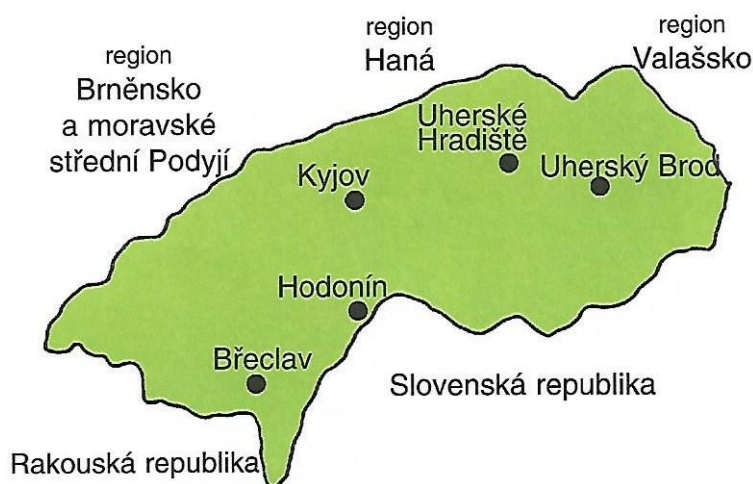 region
Brněnsko
a moravské
střední Podyjí
region
Haná
region
Valašsko
Uherské
Hradiště
Uherský Brod
Kyjov
Hodonín
Břeclav
Slovenská republika
Rakouská republika